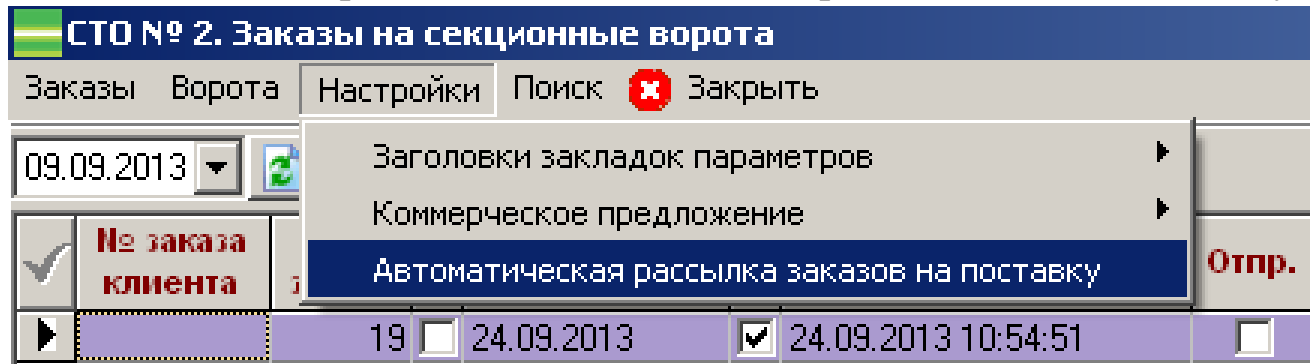 СТО № 2. Заказы на секционные ворота
Заказы Ворота Настройки Поиск Закрыть
09.09.2013
Заголовки закладок параметров
Коммерческое предложение
Автоматическая рассылка заказов на поставку
№ заказа
клиента
Отпр.
19 24.09.2013 24.09.2013 10:54:51